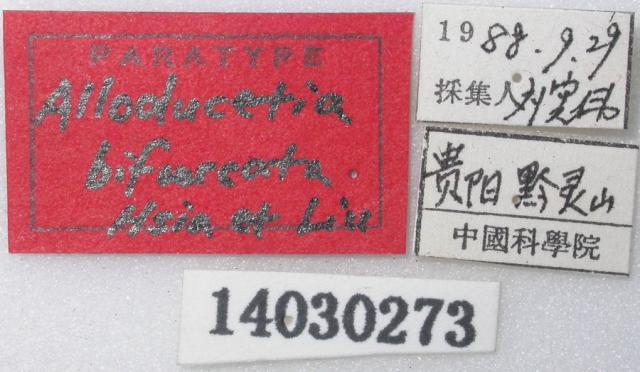 PARATYPE
Alloducetia
bifurcata.
Hsia et Liu
1988.9.29
採集人 刘宪伟
贵阳黔灵山
中國科學院
14030273